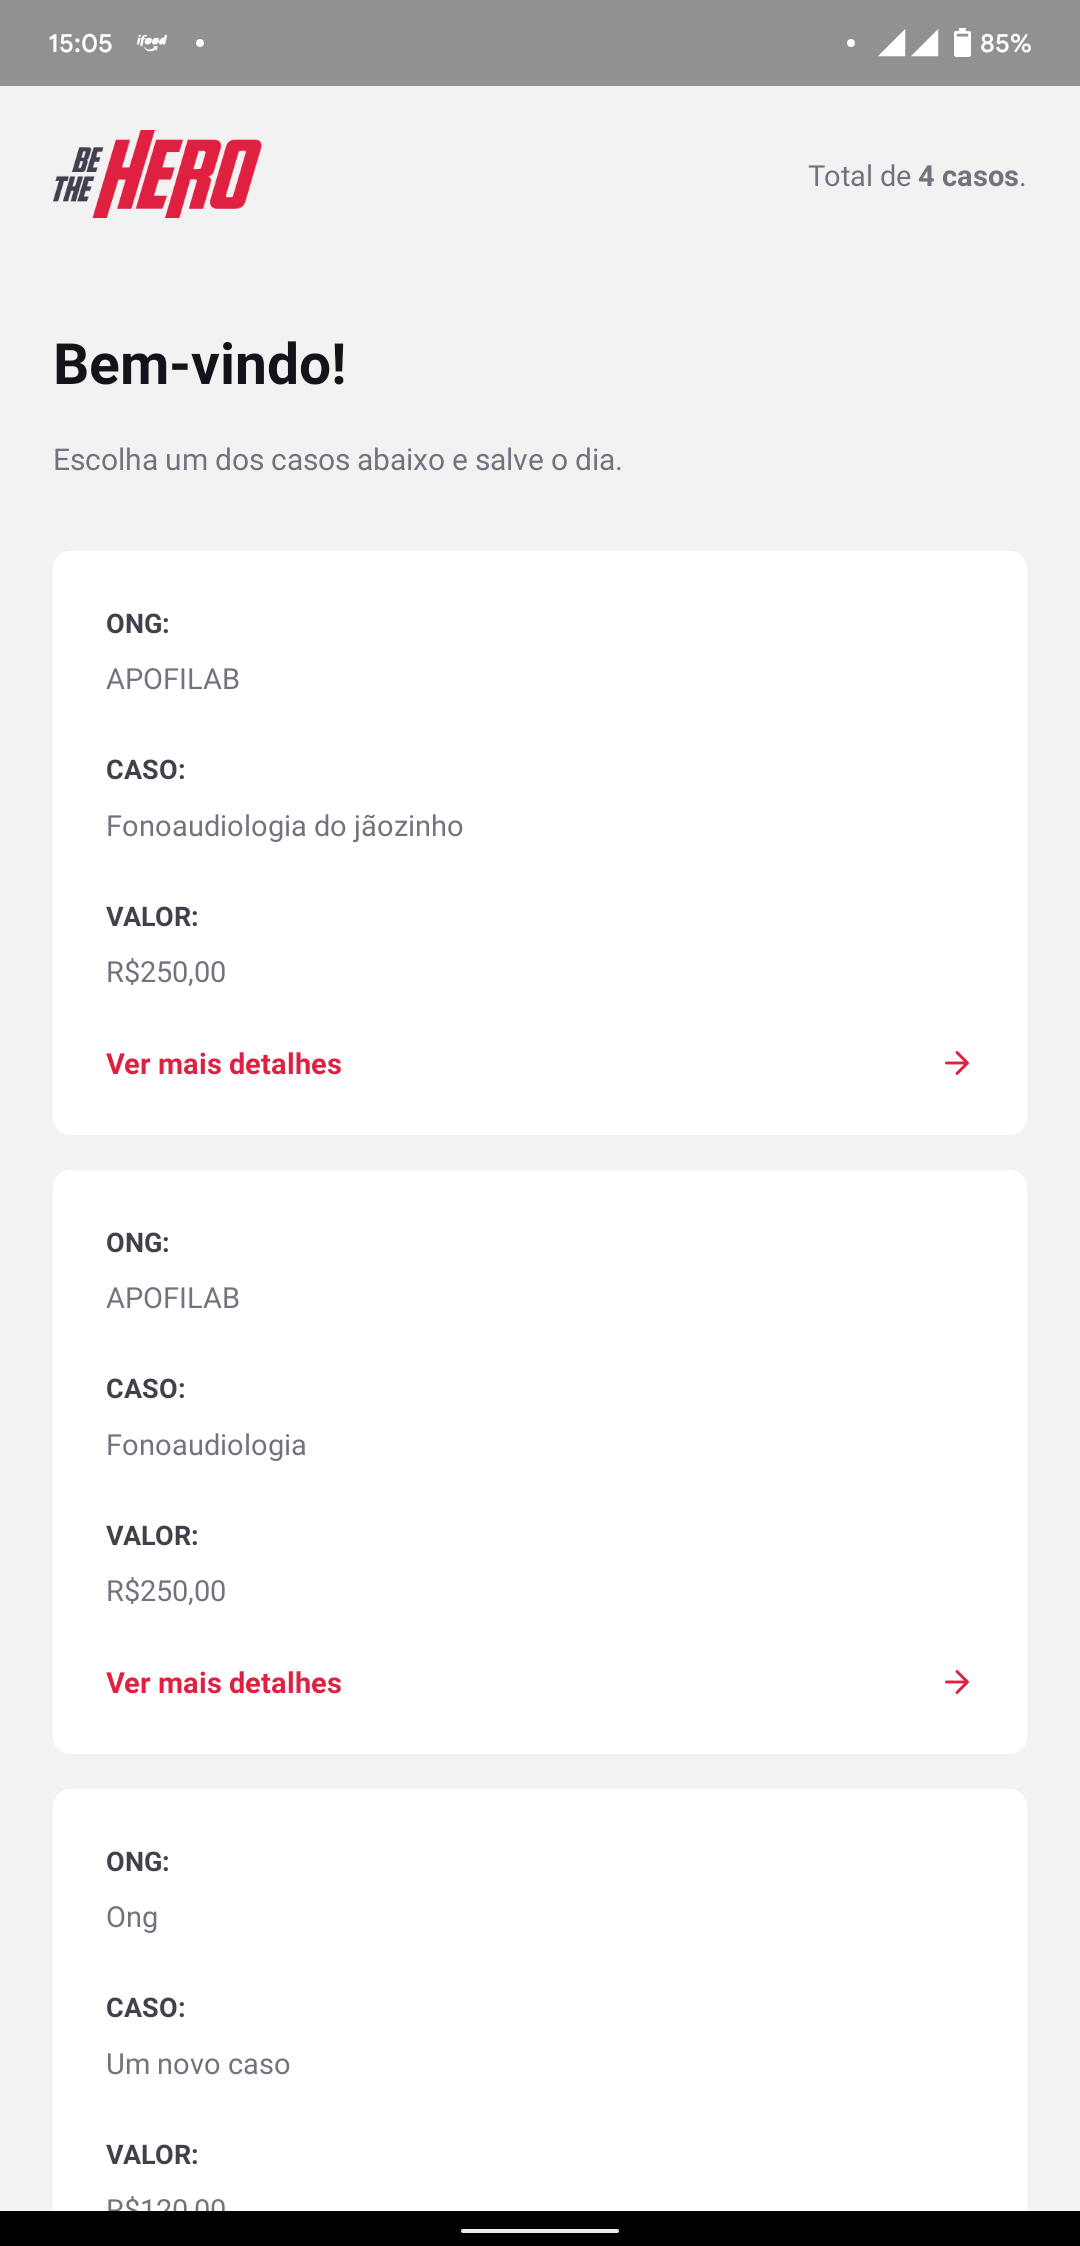 15:05 ifood 85%
BE THE HERO
Total de 4 casos.
Bem-vindo!
Escolha um dos casos abaixo e salve o dia.
ONG:
APOFILAB
CASO:
Fonoaudiologia do jãozinho
VALOR:
R$250,00
Ver mais detalhes
ONG:
APOFILAB
CASO:
Fonoaudiologia
VALOR:
R$250,00
Ver mais detalhes
ONG:
Ong
CASO:
Um novo caso
VALOR:
R$120,00